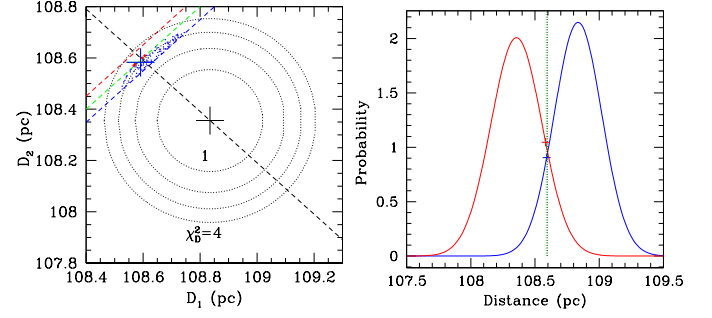 108.8
108.6
108.4
108.2
108
107.8
D₂ (pc)
1
χ²_D=4
108.4 108.6 108.8 109 109.2
D₁ (pc)
2
1.5
1
0.5
0
Probability
107.5 108 108.5 109 109.5
Distance (pc)